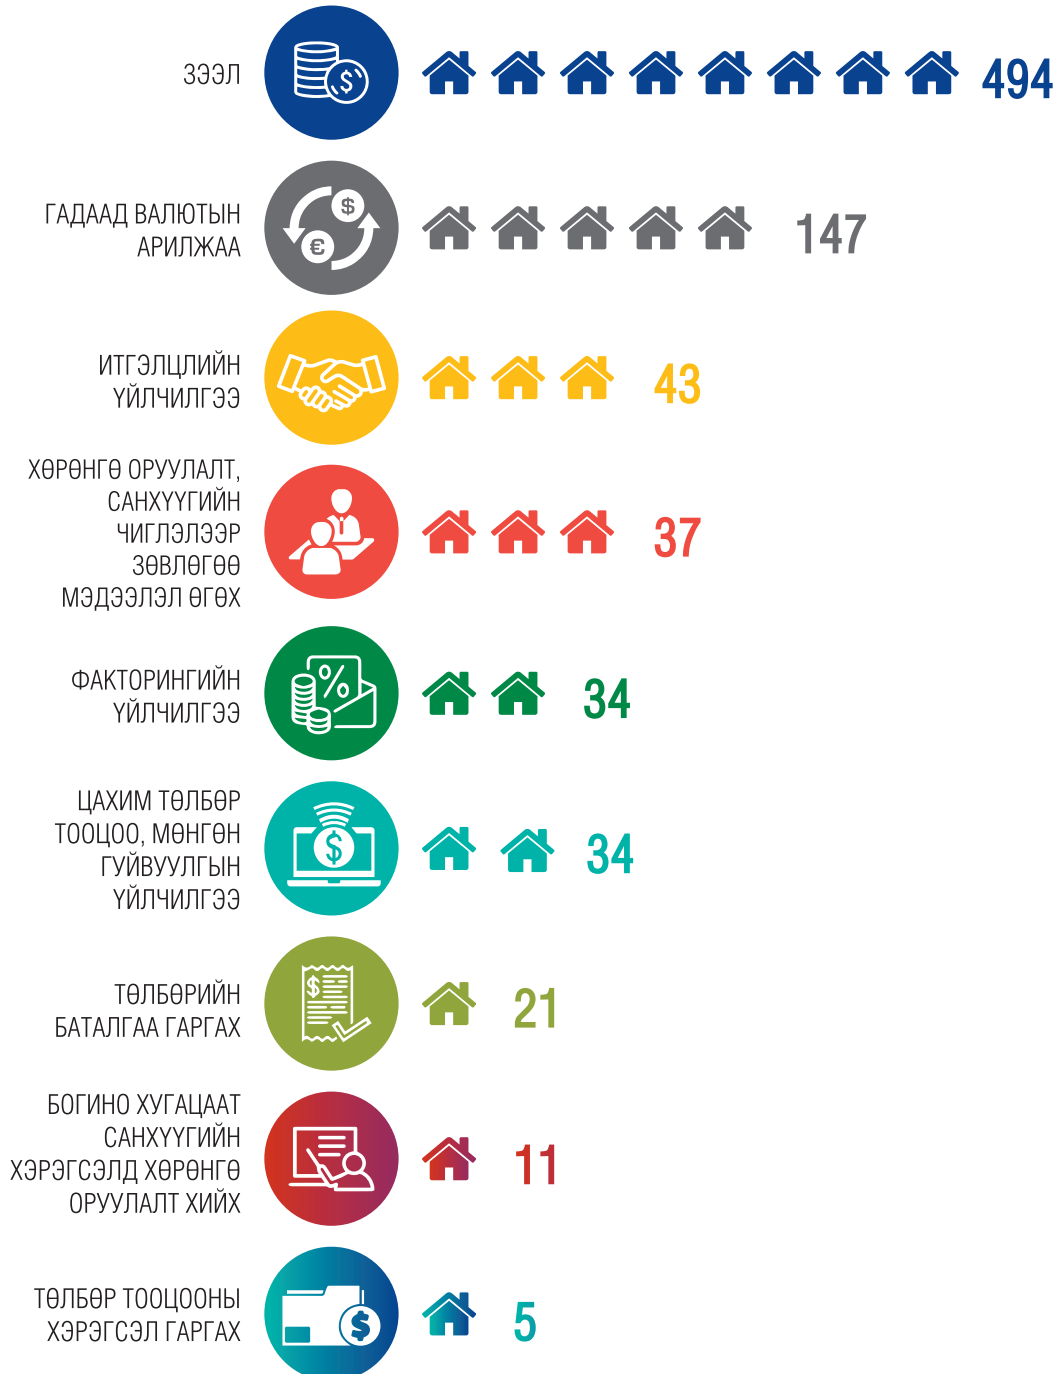 ЗЭЭЛ
494
ГАДААД ВАЛЮТЫН
АРИЛЖАА
147
ИТГЭЛЦЛИЙН
ҮЙЛЧИЛГЭЭ
43
ХӨРӨНГӨ ОРУУЛАЛТ,
САНХҮҮГИЙН
ЧИГЛЭЛЭЭР
ЗӨВЛӨГӨӨ
МЭДЭЭЛЭЛ ӨГӨХ
37
ФАКТОРИНГИЙН
ҮЙЛЧИЛГЭЭ
34
ЦАХИМ ТӨЛБӨР
ТООЦОО, МӨНГӨН
ГУЙВУУЛГЫН
ҮЙЛЧИЛГЭЭ
34
ТӨЛБӨРИЙН
БАТАЛГАА ГАРГАХ
21
БОГИНО ХУГАЦААТ
САНХҮҮГИЙН
ХЭРЭГСЭЛД ХӨРӨНГӨ
ОРУУЛАЛТ ХИЙХ
11
ТӨЛБӨР ТООЦООНЫ
ХЭРЭГСЭЛ ГАРГАХ
5